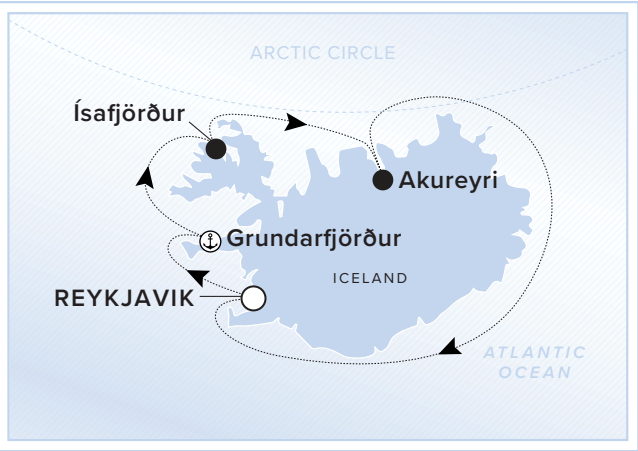 ARCTIC CIRCLE
Ísafjörður
Akureyri
Grundarfjörður
ICELAND
REYKJAVIK
ATLANTIC
OCEAN